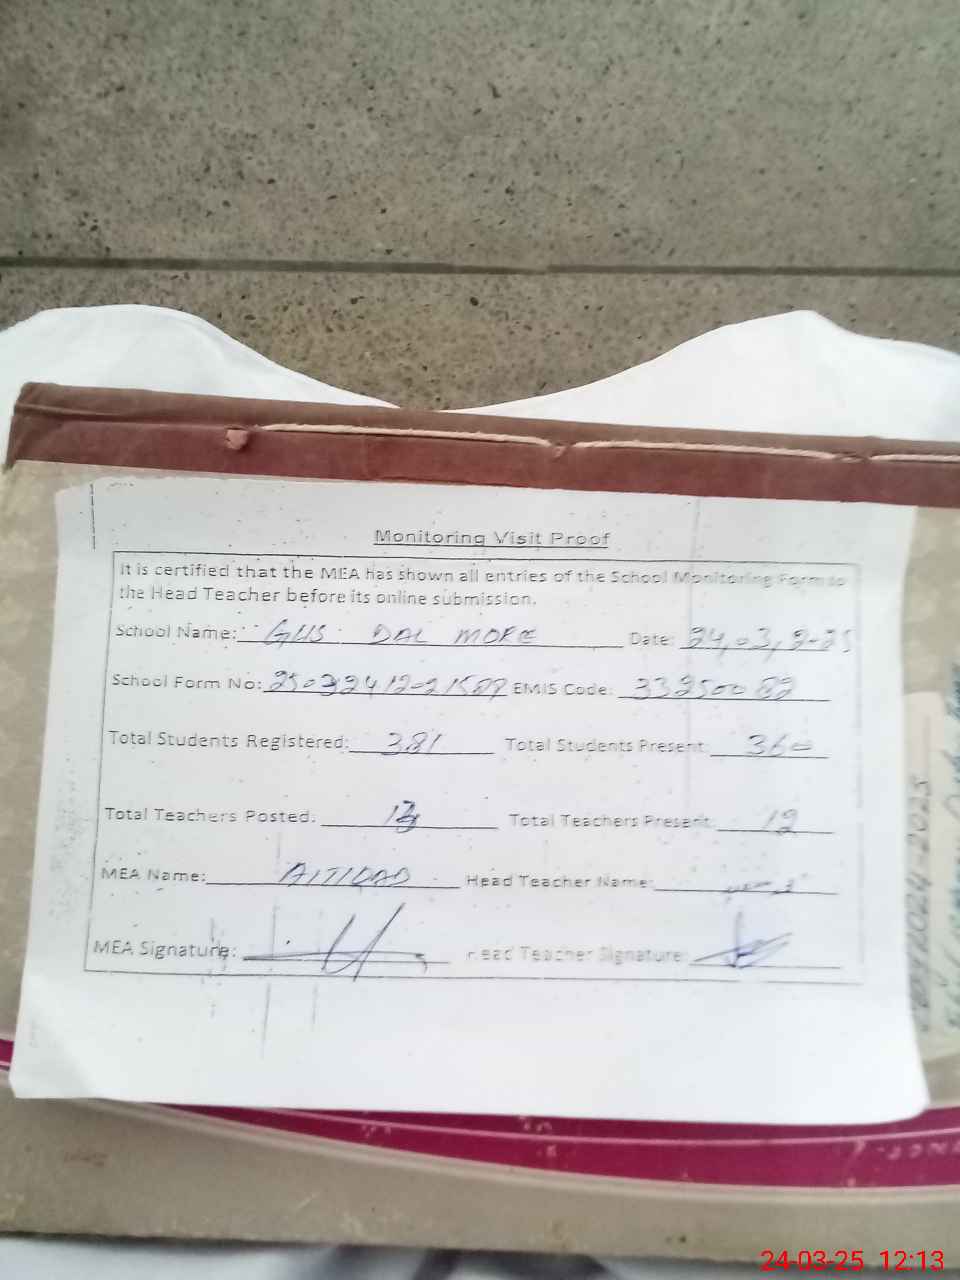 Monitoring Visit Proof
It is certified that the MEA has shown all entries of the School Monitoring Form to
the Head Teacher before its online submission.
School Name: GHS DAL MORE Date: 24,03,2025
School Form No: EMIS Code:
Total Students Registered: 381 Total Students Present: 360
Total Teachers Posted: Total Teachers Present: 12
MEA Name: AITIDAD Head Teacher Name:
MEA Signature: Head Teacher Signature:
2024-2025
24-03-25 12:13